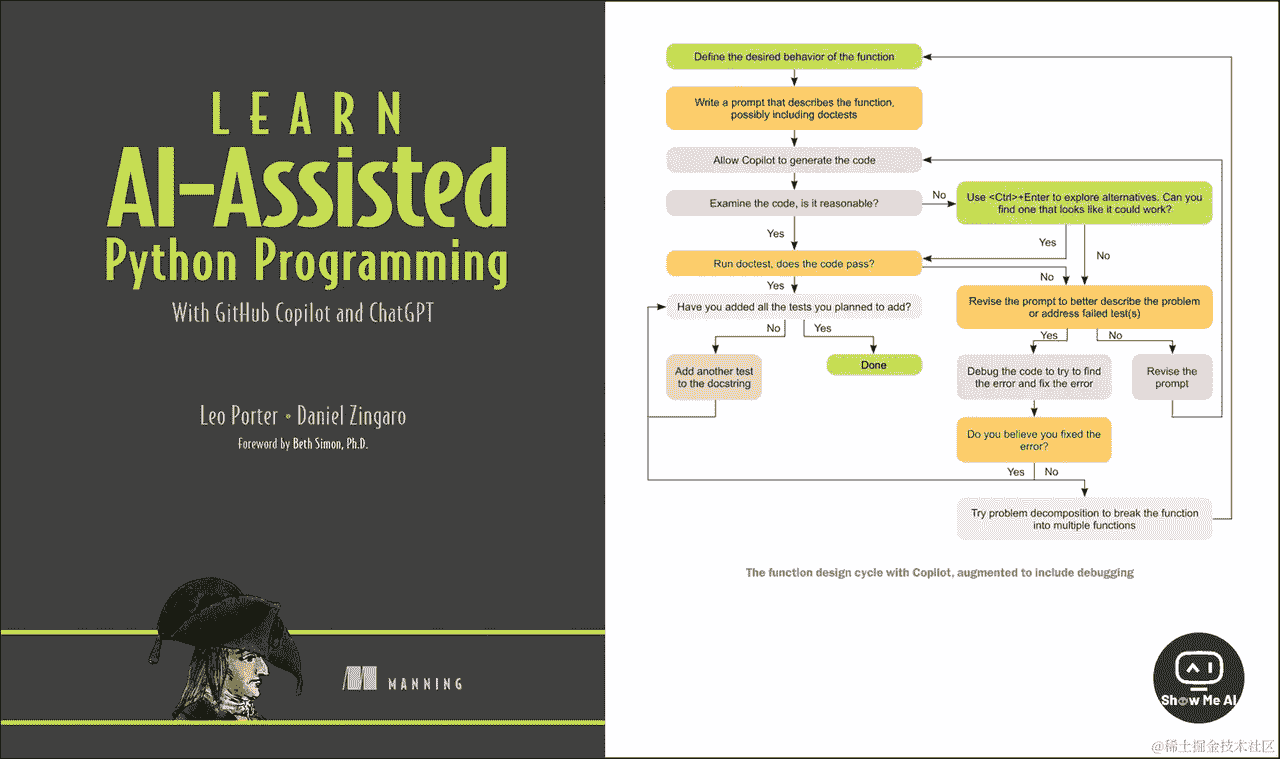 LEARN
AI-Assisted
Python Programming
With GitHub Copilot and ChatGPT
Leo Porter • Daniel Zingaro
Foreword by Beth Simon, Ph.D.
MANNING
Define the desired behavior of the function
Write a prompt that describes the function,
possibly including doctests
Allow Copilot to generate the code
Examine the code, is it reasonable?
No
Use <Ctrl>+Enter to explore alternatives. Can you
find one that looks like it could work?
Yes
Yes
No
Run doctest, does the code pass?
No
Yes
Have you added all the tests you planned to add?
Revise the prompt to better describe the problem
or address failed test(s)
No
Yes
Yes
No
Add another test
to the docstring
Done
Debug the code to try to find
the error and fix the error
Revise the
prompt
Do you believe you fixed the
error?
Yes
No
Try problem decomposition to break the function
into multiple functions
The function design cycle with Copilot, augmented to include debugging
Show Me AI
@稀土掘金技术社区